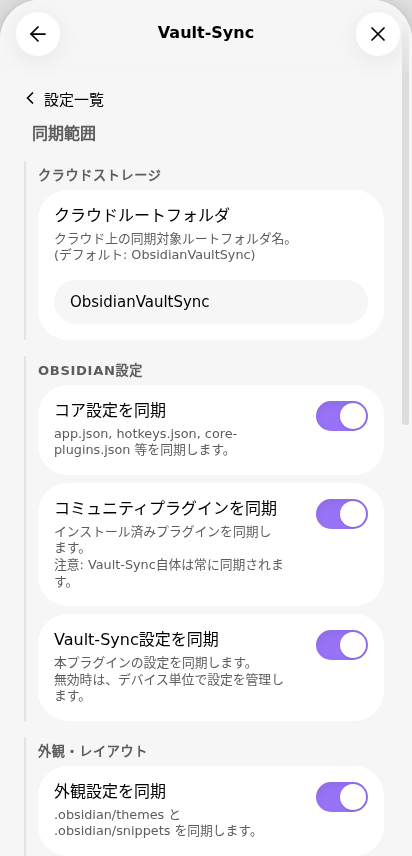 Vault-Sync
設定一覧
同期範囲
クラウドストレージ
クラウドルートフォルダ
クラウド上の同期対象ルートフォルダ名。
(デフォルト: ObsidianVaultSync)
ObsidianVaultSync
OBSIDIAN設定
コア設定を同期
app.json, hotkeys.json, core-
plugins.json 等を同期します。
コミュニティプラグインを同期
インストール済みプラグインを同期し
ます。
注意: Vault-Sync自体は常に同期されま
す。
Vault-Sync設定を同期
本プラグインの設定を同期します。
無効時は、デバイス単位で設定を管理し
ます。
外観・レイアウト
外観設定を同期
.obsidian/themes と
.obsidian/snippets を同期します。